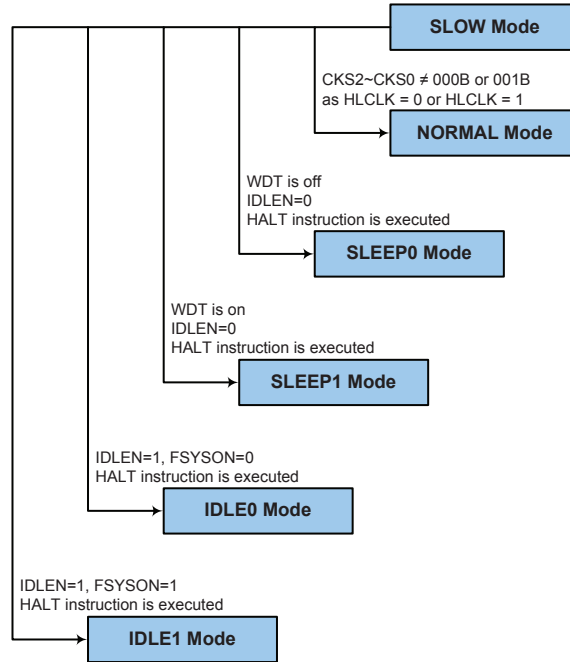 SLOW Mode
CKS2~CKS0 ≠ 000B or 001B
as HLCLK = 0 or HLCLK = 1
NORMAL Mode
WDT is off
IDLEN=0
HALT instruction is executed
SLEEP0 Mode
WDT is on
IDLEN=0
HALT instruction is executed
SLEEP1 Mode
IDLEN=1, FSYSON=0
HALT instruction is executed
IDLE0 Mode
IDLEN=1, FSYSON=1
HALT instruction is executed
IDLE1 Mode